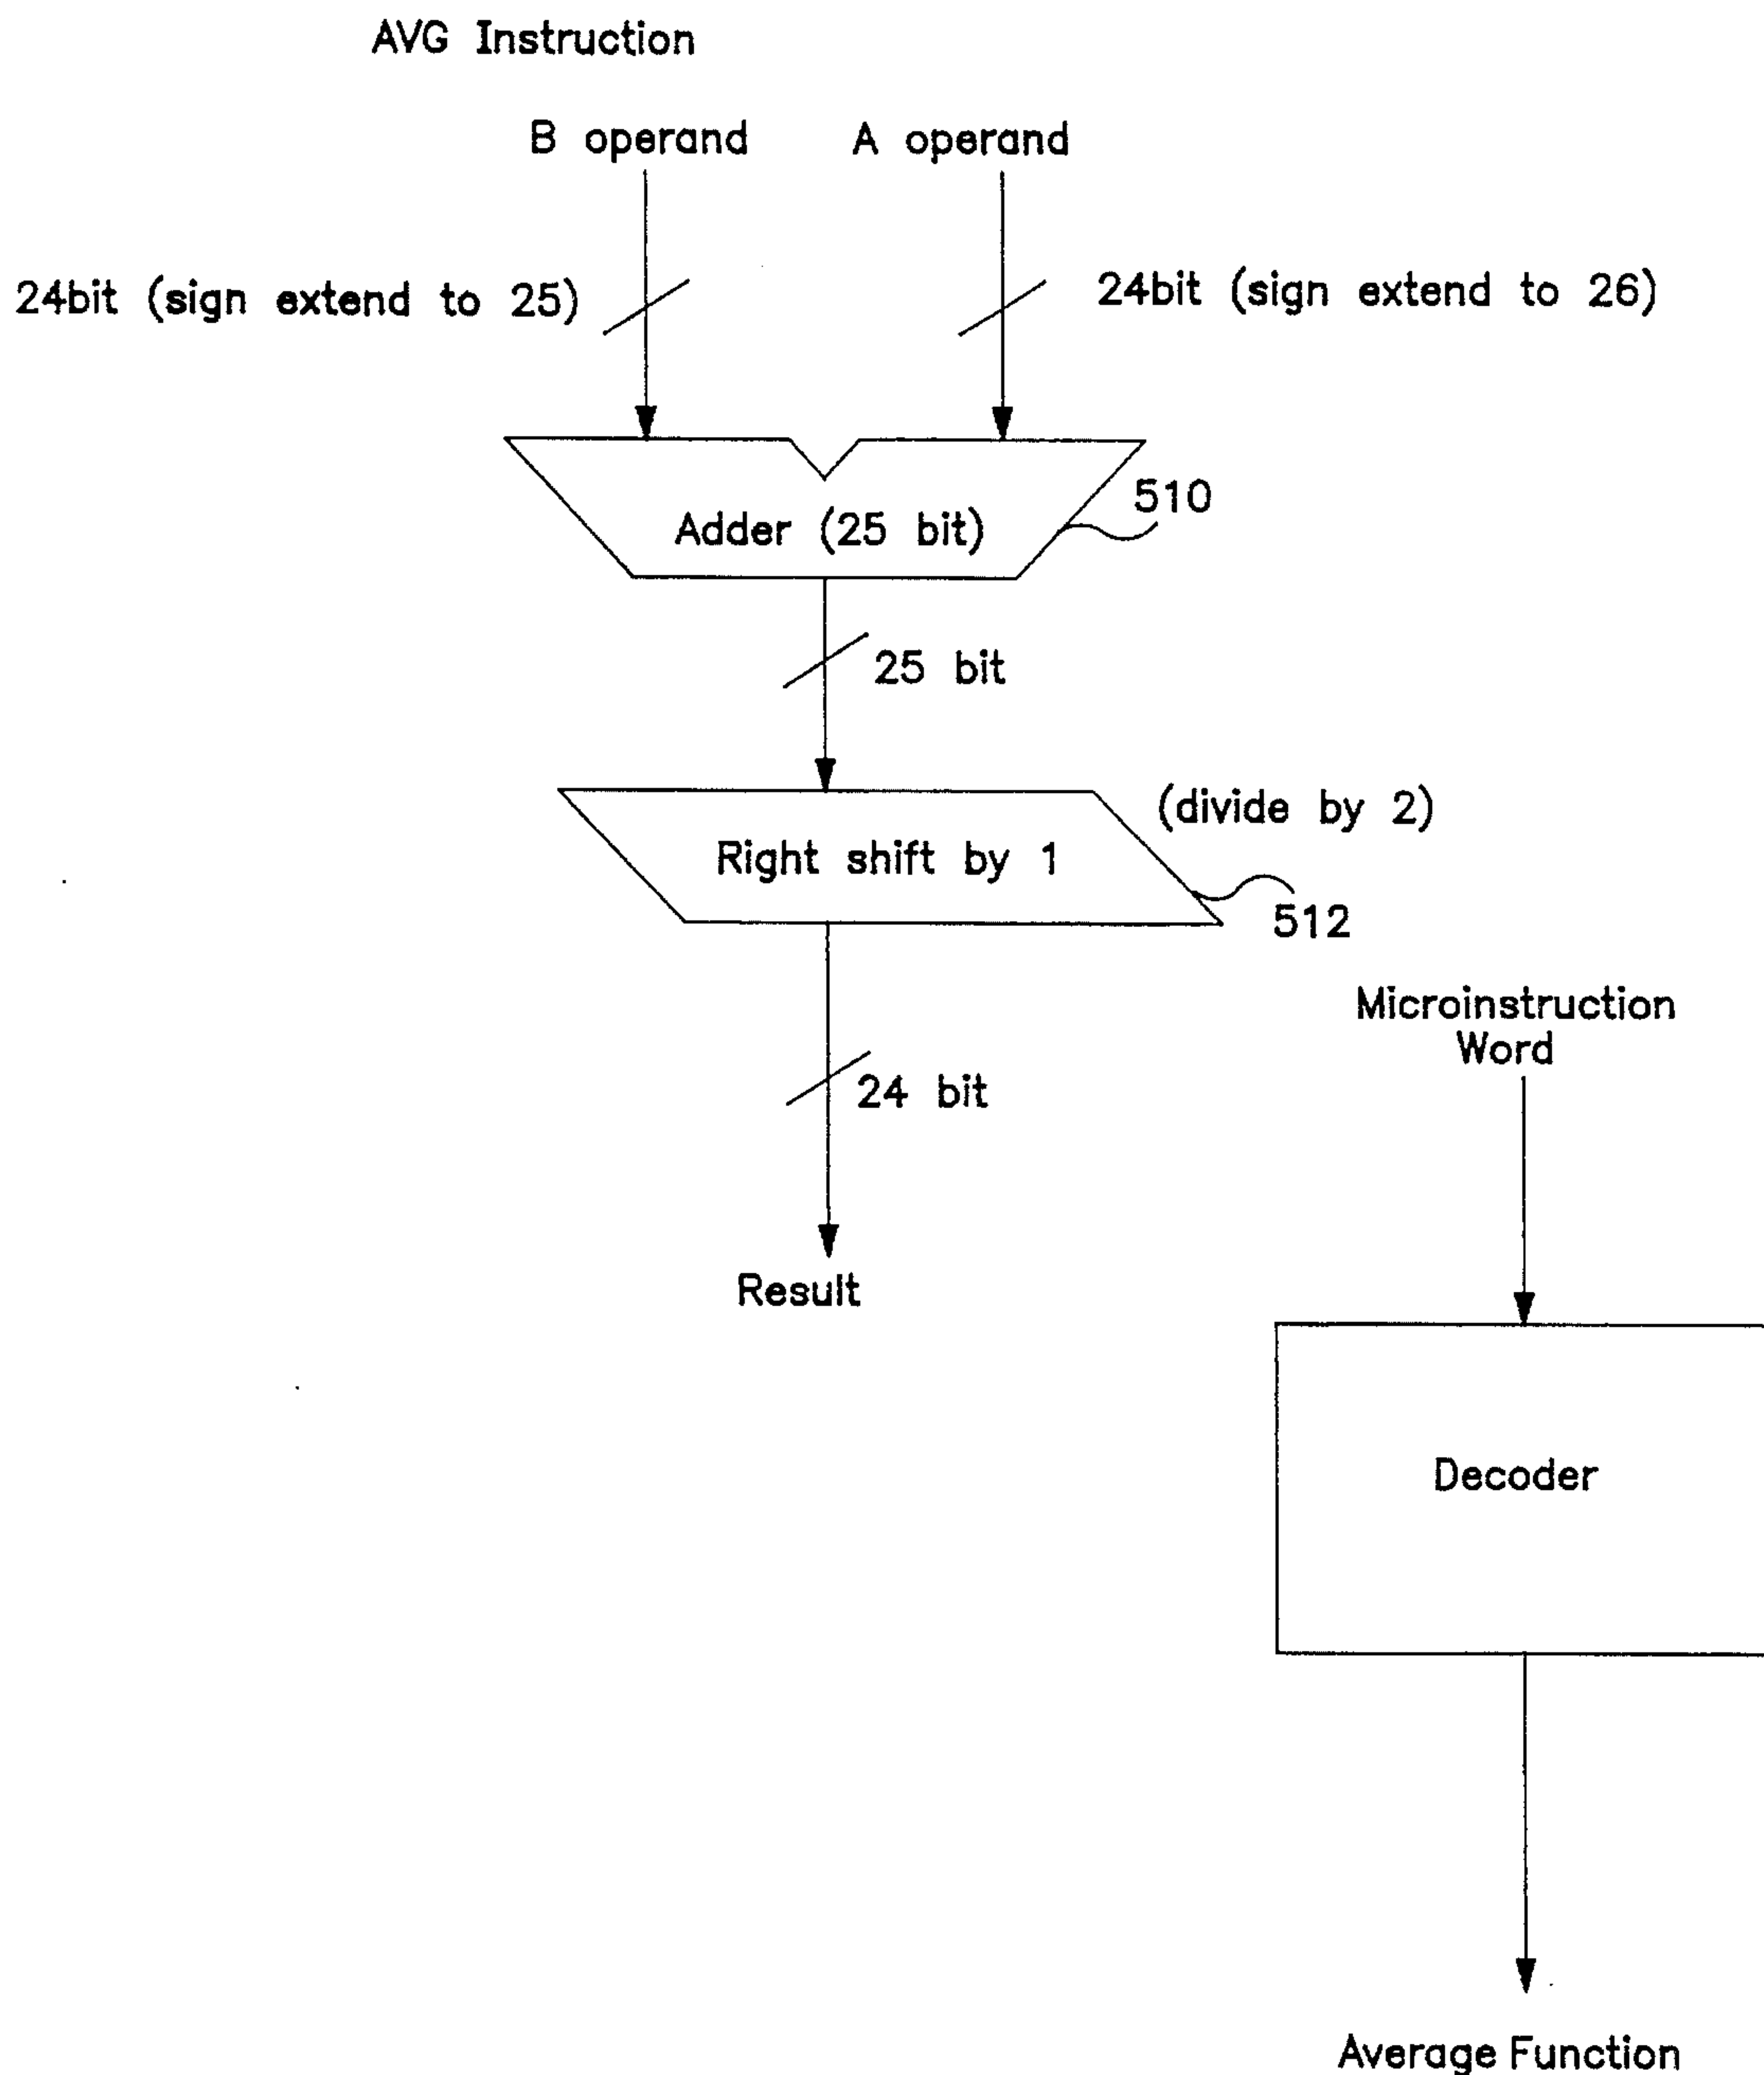 AVG Instruction
B operand
A operand
24bit (sign extend to 25)
24bit (sign extend to 26)
510
Adder (25 bit)
25 bit
(divide by 2)
Right shift by 1
512
Microinstruction
Word
24 bit
Result
Decoder
Average Function